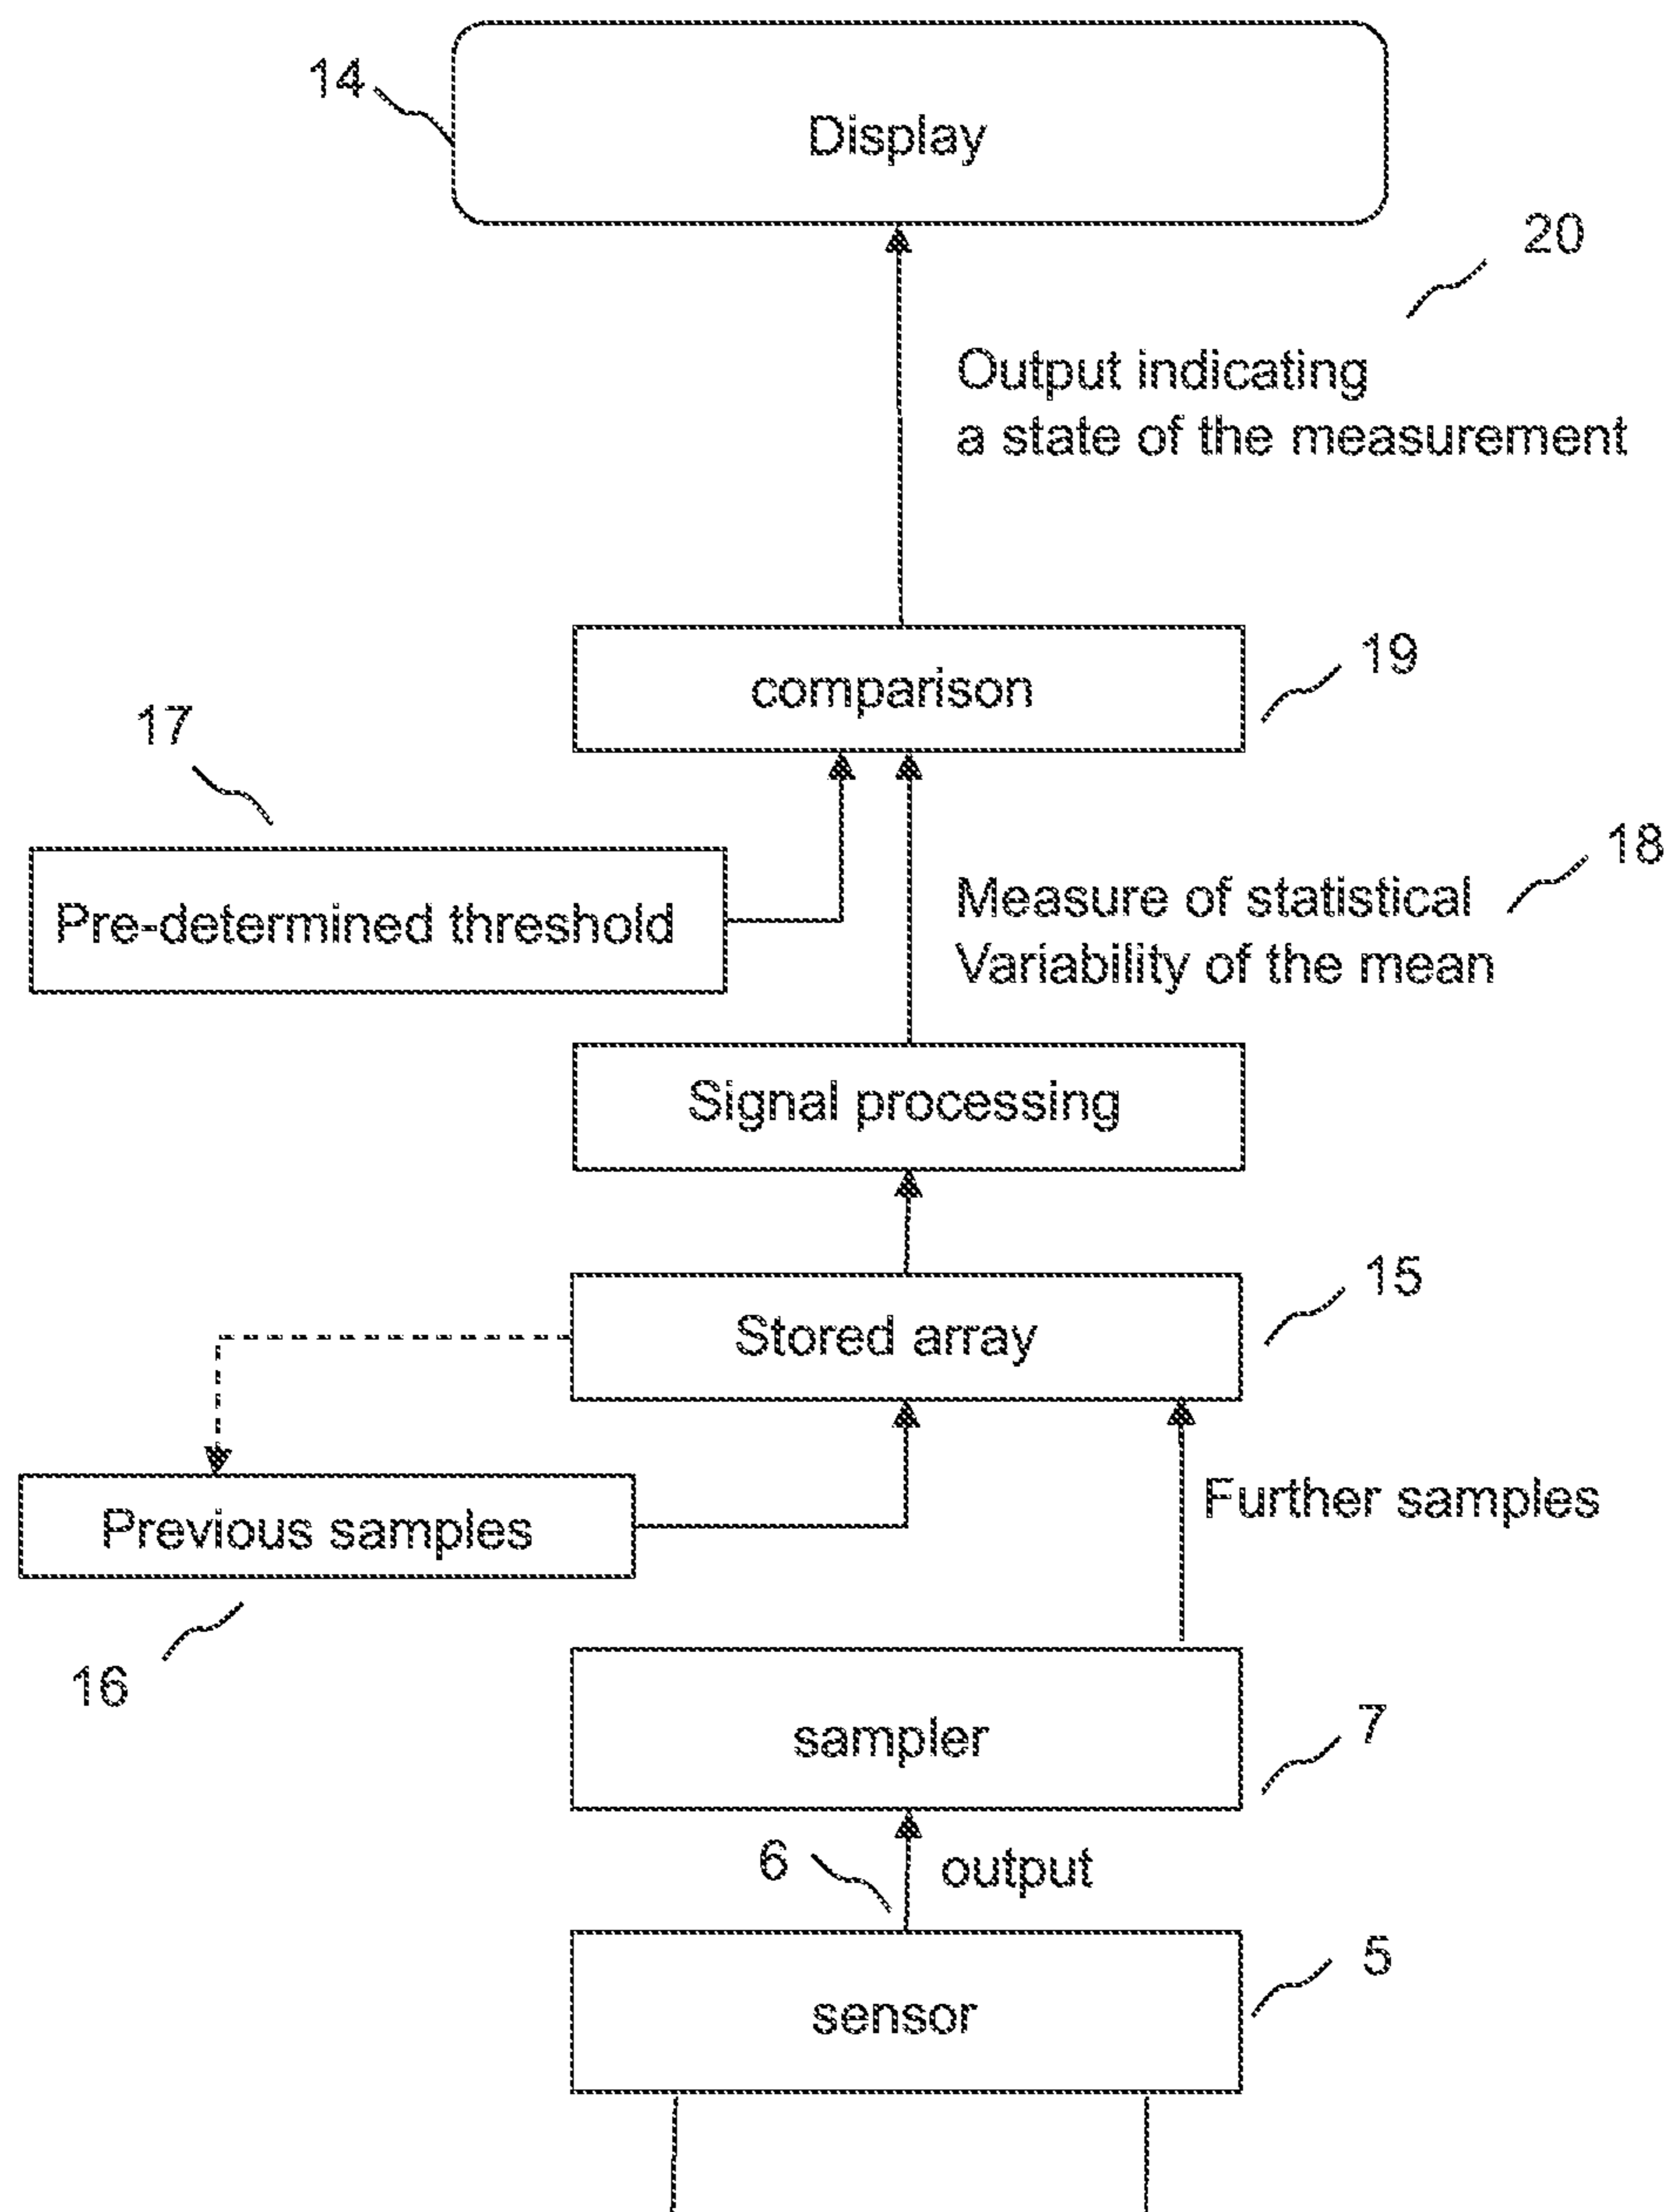 14
Display
20
Output indicating
a state of the measurement
comparison
19
17
Pre-determined threshold
18
Measure of statistical
Variability of the mean
Signal processing
15
Stored array
Previous samples
Further samples
16
sampler
7
6
output
sensor
5